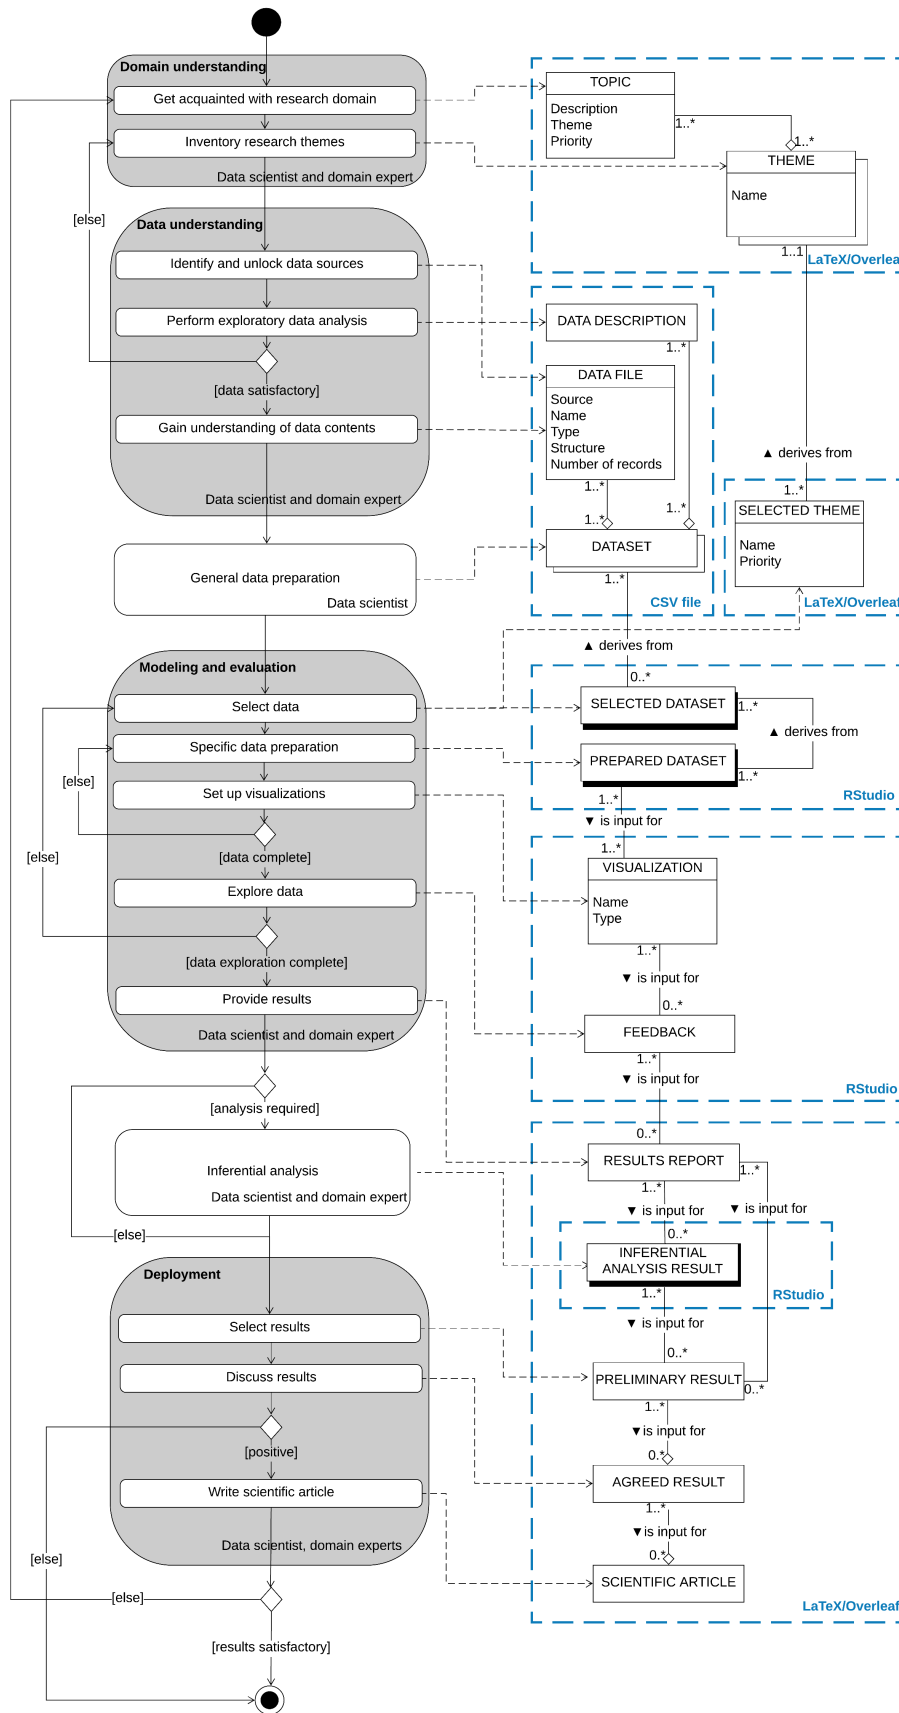 Domain understanding
Get acquainted with research domain
Inventory research themes
Data scientist and domain expert
[else]
Data understanding
Identify and unlock data sources
Perform exploratory data analysis
[data satisfactory]
Gain understanding of data contents
Data scientist and domain expert
General data preparation
Data scientist
Modeling and evaluation
Select data
Specific data preparation
[else]
Set up visualizations
[else]
[data complete]
Explore data
[data exploration complete]
Provide results
Data scientist and domain expert
[analysis required]
Inferential analysis
Data scientist and domain expert
[else]
Deployment
Select results
Discuss results
[positive]
Write scientific article
Data scientist, domain experts
[else]
[else]
[results satisfactory]
TOPIC
Description
Theme
Priority
1..*
1..*
THEME
Name
1..1
LaTeX/Overlea
DATA DESCRIPTION
1..*
DATA FILE
Source
Name
Type
Structure
Number of records
1..*
1..*
1..*
DATASET
1..*
CSV file
▲ derives from
1..*
SELECTED THEME
Name
Priority
LaTeX/Overleaf
▲ derives from
0..*
SELECTED DATASET
1..*
▲ derives from
PREPARED DATASET
1..*
1..*
RStudio
▼ is input for
1..*
VISUALIZATION
Name
Type
1..*
▼ is input for
0..*
FEEDBACK
1..*
▼ is input for
RStudio
0..*
RESULTS REPORT
1..*
1..*
▼ is input for
▼ is input for
0..*
INFERENTIAL
ANALYSIS RESULT
1..*
RStudio
▼ is input for
0..*
PRELIMINARY RESULT
0..*
1..*
▼is input for
0.*
AGREED RESULT
1..*
▼is input for
0.*
SCIENTIFIC ARTICLE
LaTeX/Overleaf